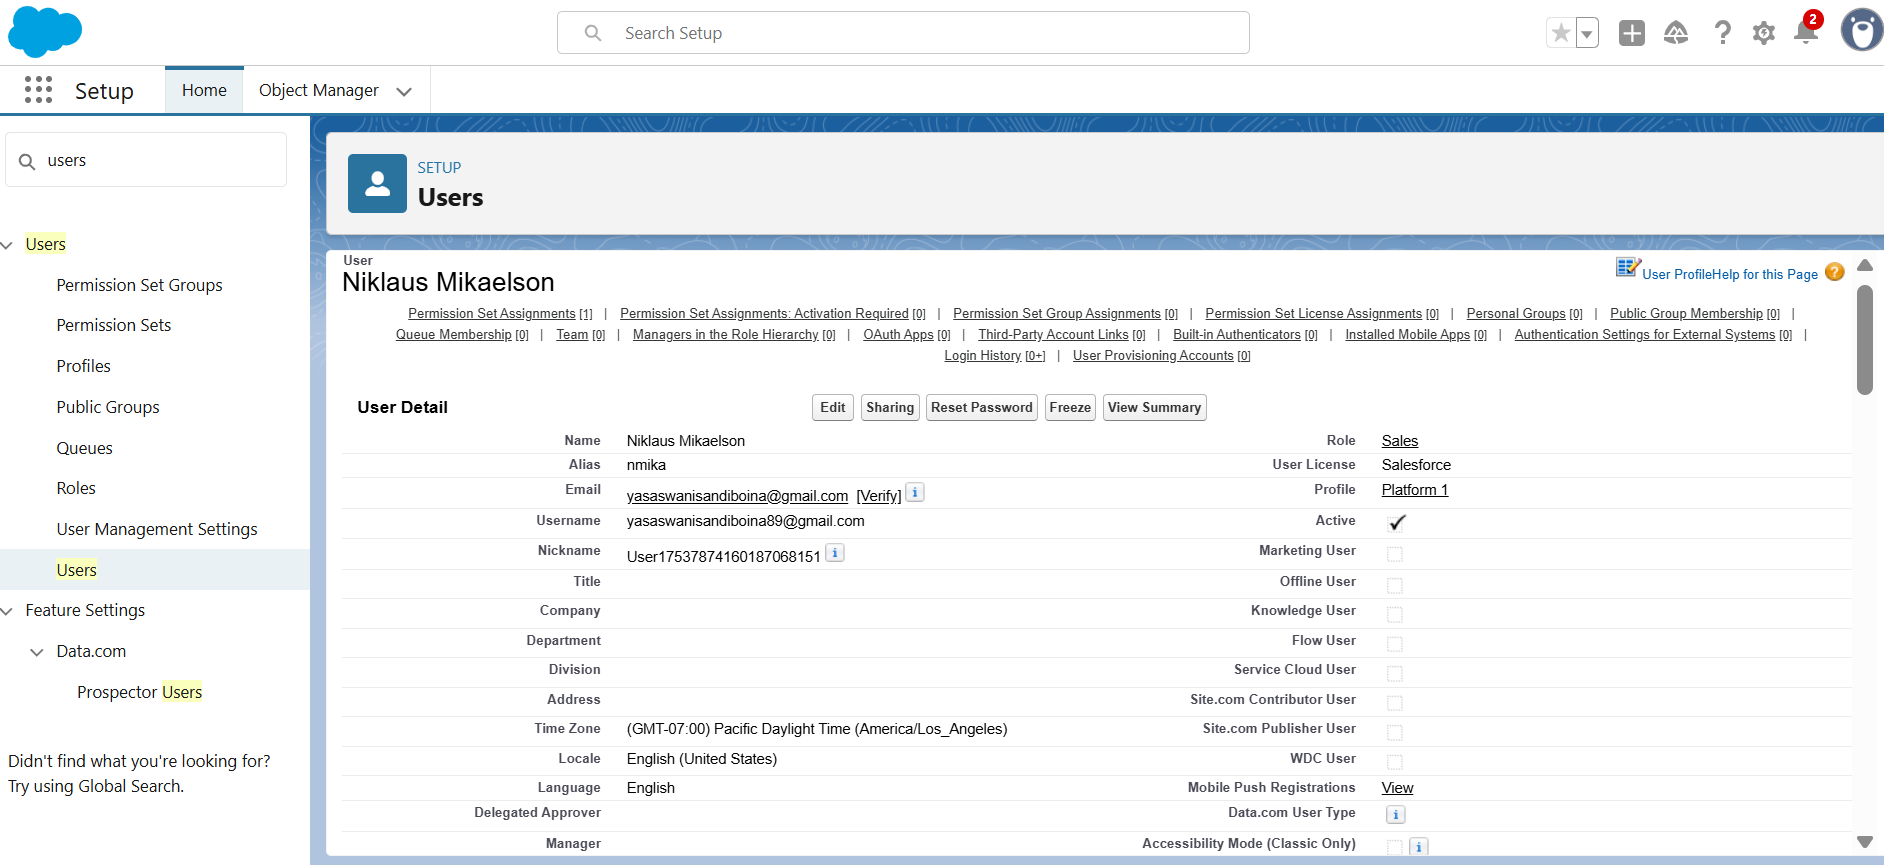 Search Setup
2
Setup
Home
Object Manager
users
Users
Permission Set Groups
Permission Sets
Profiles
Public Groups
Queues
Roles
User Management Settings
Users
Feature Settings
Data.com
Prospector Users
Didn't find what you're looking for?
Try using Global Search.
SETUP
Users
User
Niklaus Mikaelson
User Profile Help for this Page ?
Permission Set Assignments [1] | Permission Set Assignments: Activation Required [0] | Permission Set Group Assignments [0] | Permission Set License Assignments [0] | Personal Groups [0] | Public Group Membership [0] |
Queue Membership [0] | Team [0] | Managers in the Role Hierarchy [0] | OAuth Apps [0] | Third-Party Account Links [0] | Built-in Authenticators [0] | Installed Mobile Apps [0] | Authentication Settings for External Systems [0] |
Login History [0+] | User Provisioning Accounts [0]
User Detail
Edit Sharing Reset Password Freeze View Summary
Name Niklaus Mikaelson Role Sales
Alias nmika User License Salesforce
Email yasaswanisandiboina@gmail.com [Verify] i Profile Platform 1
Username yasaswanisandiboina89@gmail.com Active
Nickname User17537874160187068151 i Marketing User
Title Offline User
Company Knowledge User
Department Flow User
Division Service Cloud User
Address Site.com Contributor User
Time Zone (GMT-07:00) Pacific Daylight Time (America/Los_Angeles) Site.com Publisher User
Locale English (United States) WDC User
Language English Mobile Push Registrations View
Delegated Approver Data.com User Type i
Manager Accessibility Mode (Classic Only) i